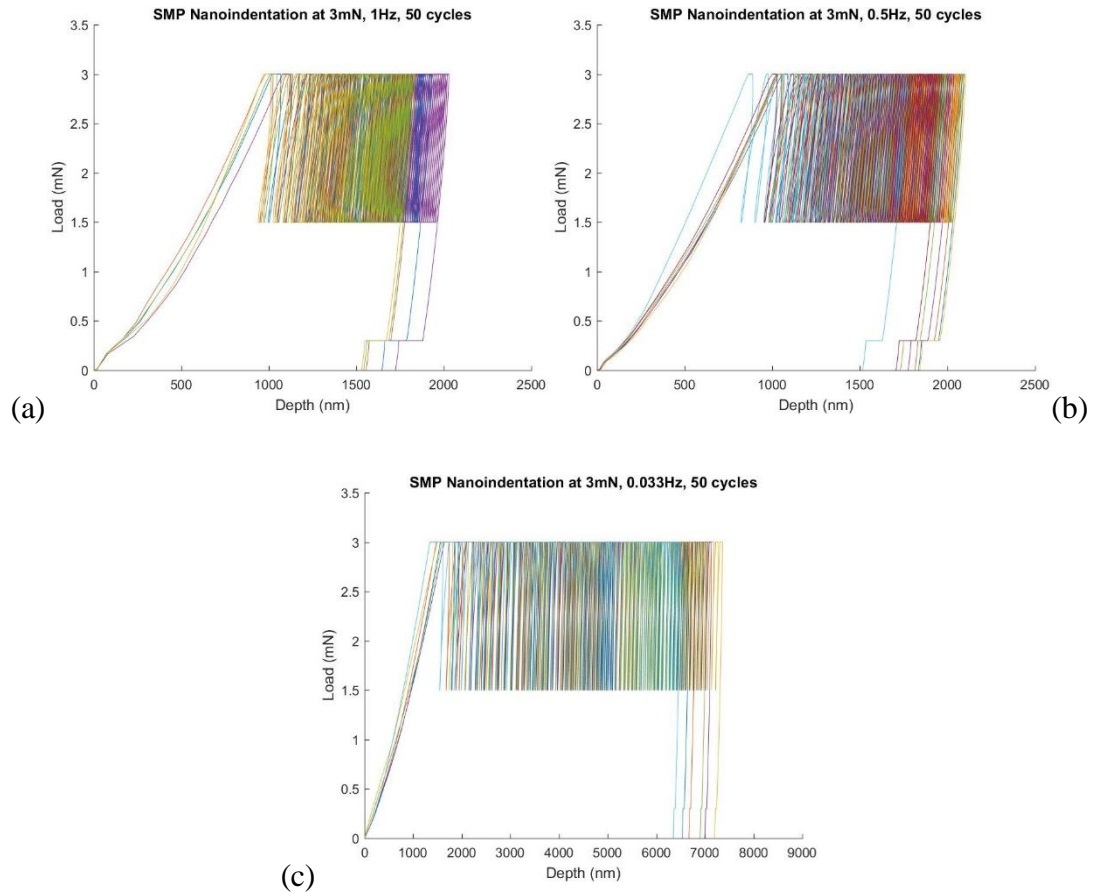 SMP Nanoindentation at 3mN, 1Hz, 50 cycles
3.5
3
2.5
2
1.5
1
0.5
0
Load (mN)
0 500 1000 1500 2000 2500
Depth (nm)
(a)
SMP Nanoindentation at 3mN, 0.5Hz, 50 cycles
3.5
3
2.5
2
1.5
1
0.5
0
Load (mN)
0 500 1000 1500 2000 2500
Depth (nm)
(b)
SMP Nanoindentation at 3mN, 0.033Hz, 50 cycles
3.5
3
2.5
2
1.5
1
0.5
0
Load (mN)
0 1000 2000 3000 4000 5000 6000 7000 8000 9000
Depth (nm)
(c)